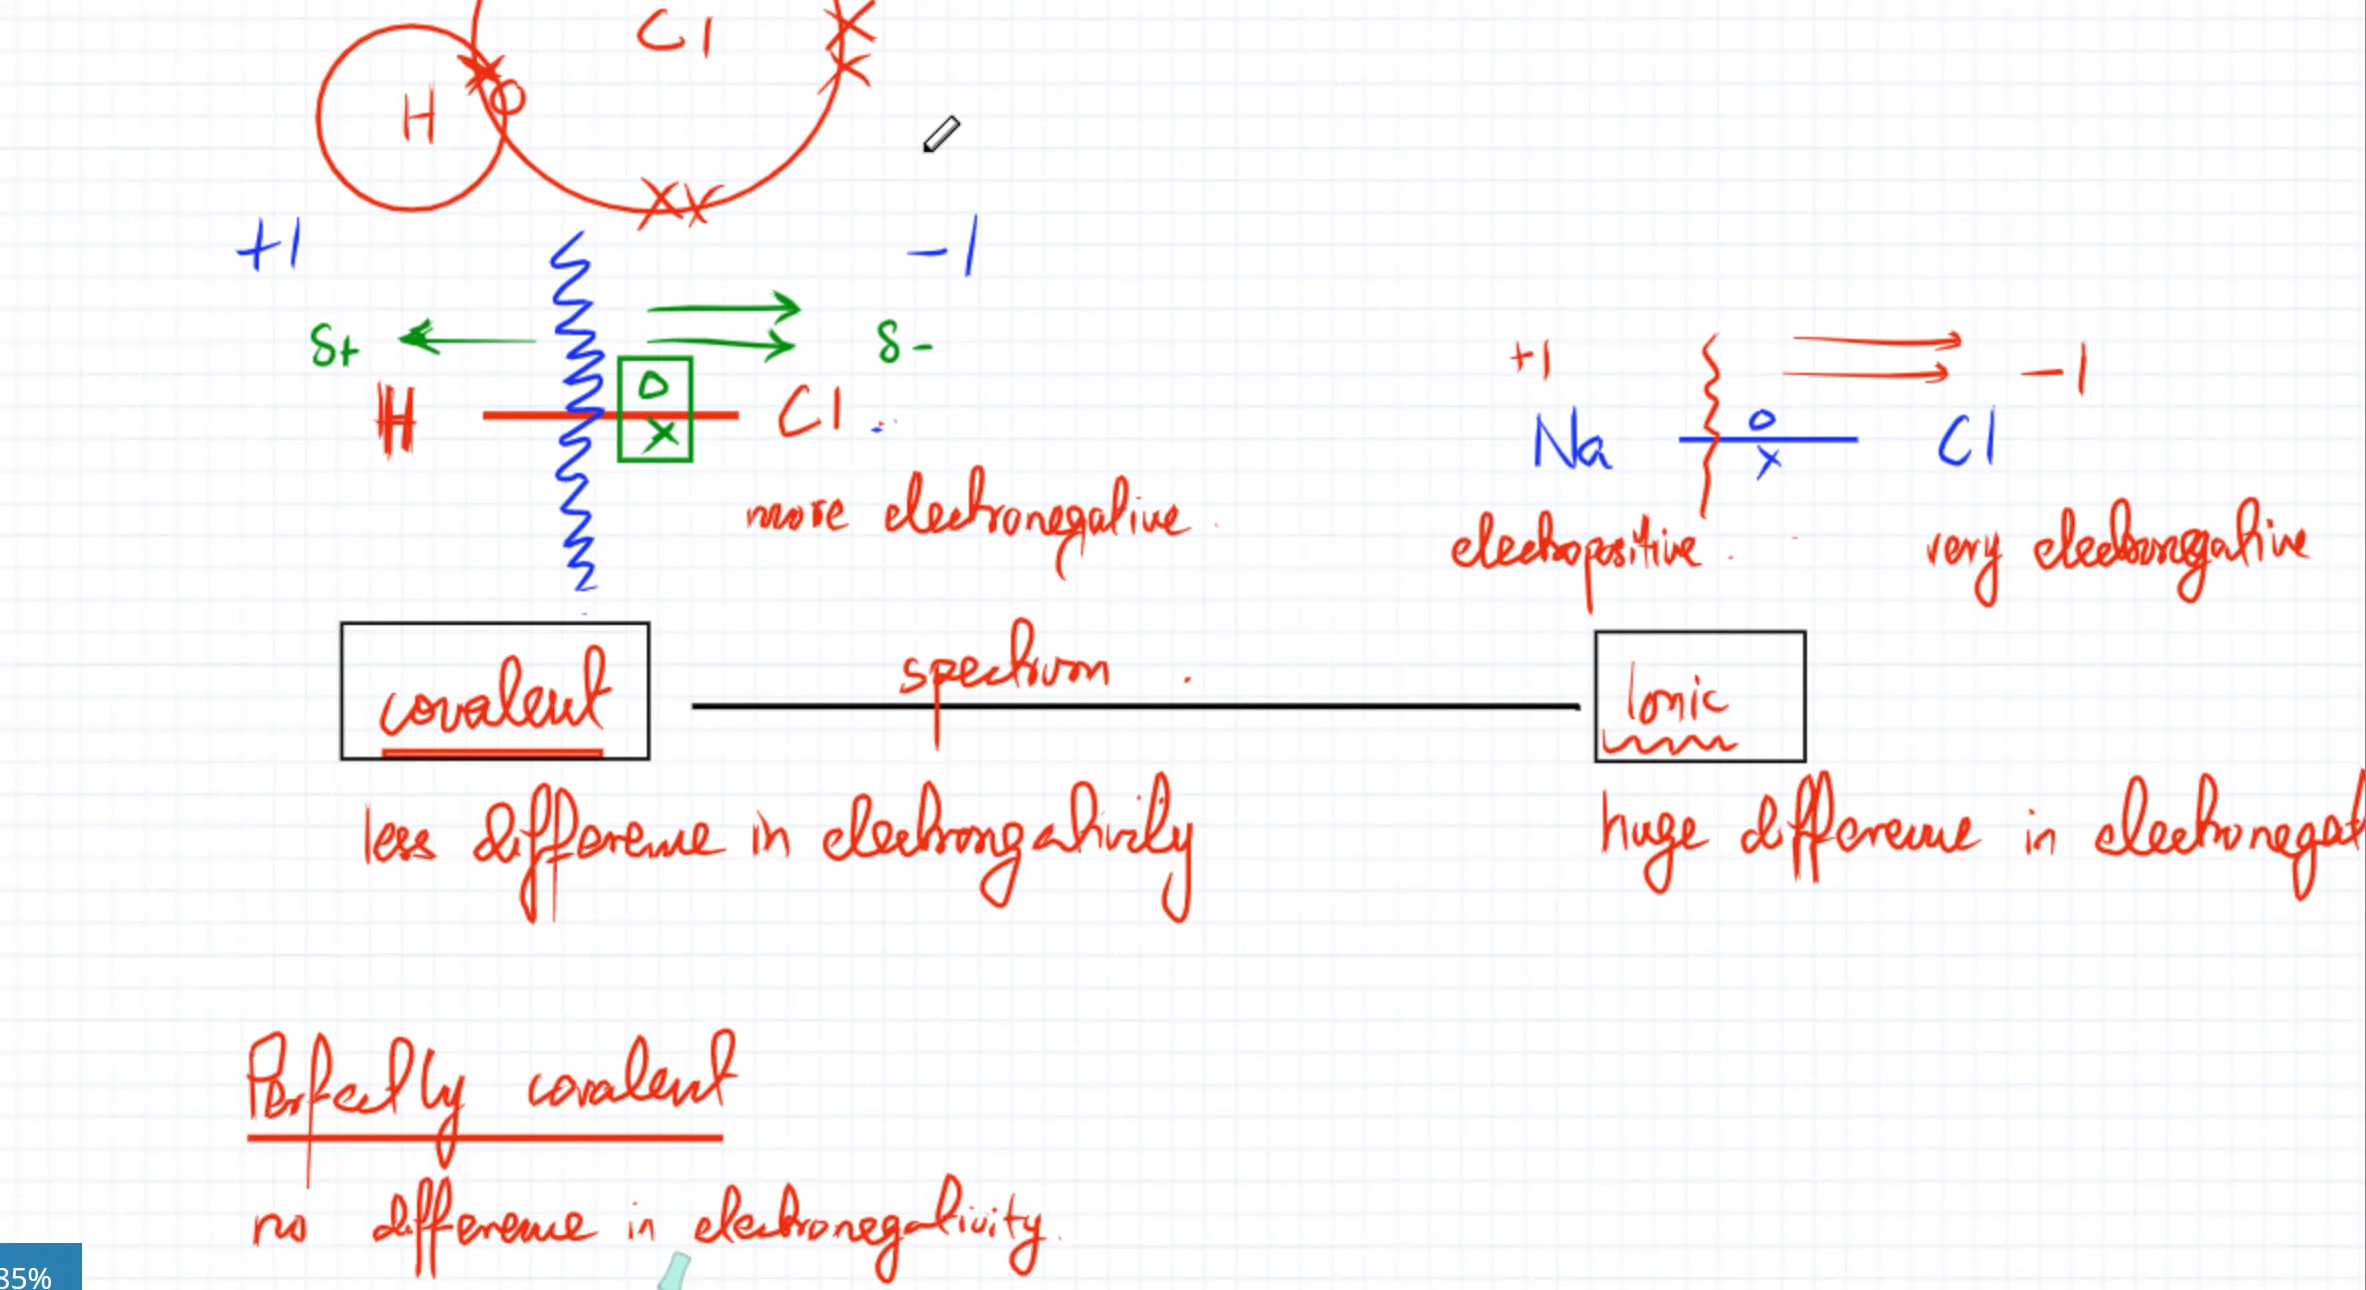 Cl
H
+1
-1
δ+
δ-
H
Cl
+1
-1
Na
Cl
more electronegative
electropositive
very electronegative
covalent
spectrum
Ionic
less difference in electronegativity
huge difference in electronegat
Perfectly covalent
no difference in electronegativity.
35%